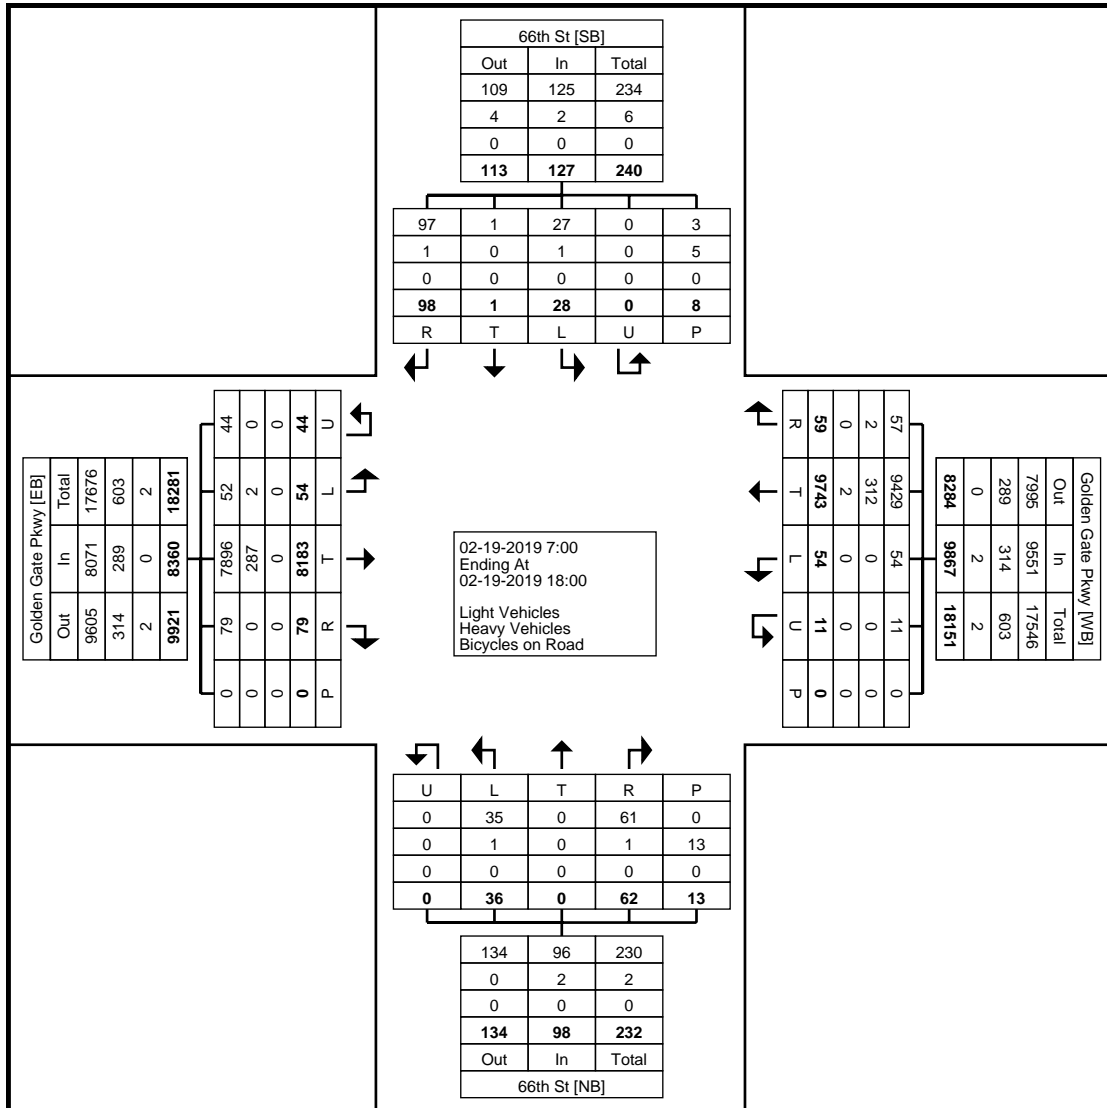 66th St [SB]
Out In Total
109 125 234
4 2 6
0 0 0
113 127 240
97 1 27 0 3
1 0 1 0 5
0 0 0 0 0
98 1 28 0 8
R T L U P
Golden Gate Pkwy [EB]
Total 17676 603 2 18281
In 8071 289 0 8360
Out 9605 314 2 9921
44 0 0 44 U
52 2 0 54 L
7896 287 0 8183 T
79 0 0 79 R
0 0 0 0 P
02-19-2019 7:00
Ending At
02-19-2019 18:00
Light Vehicles
Heavy Vehicles
Bicycles on Road
R 59 0 2 57
T 9743 2 312 9429
L 54 0 0 54
U 11 0 0 11
P 0 0 0 0
Golden Gate Pkwy [WB]
Out In Total
7995 9551 17546
289 314 603
0 2 2
8284 9867 18151
U L T R P
0 35 0 61 0
0 1 0 1 13
0 0 0 0 0
0 36 0 62 13
134 96 230
0 2 2
0 0 0
134 98 232
Out In Total
66th St [NB]